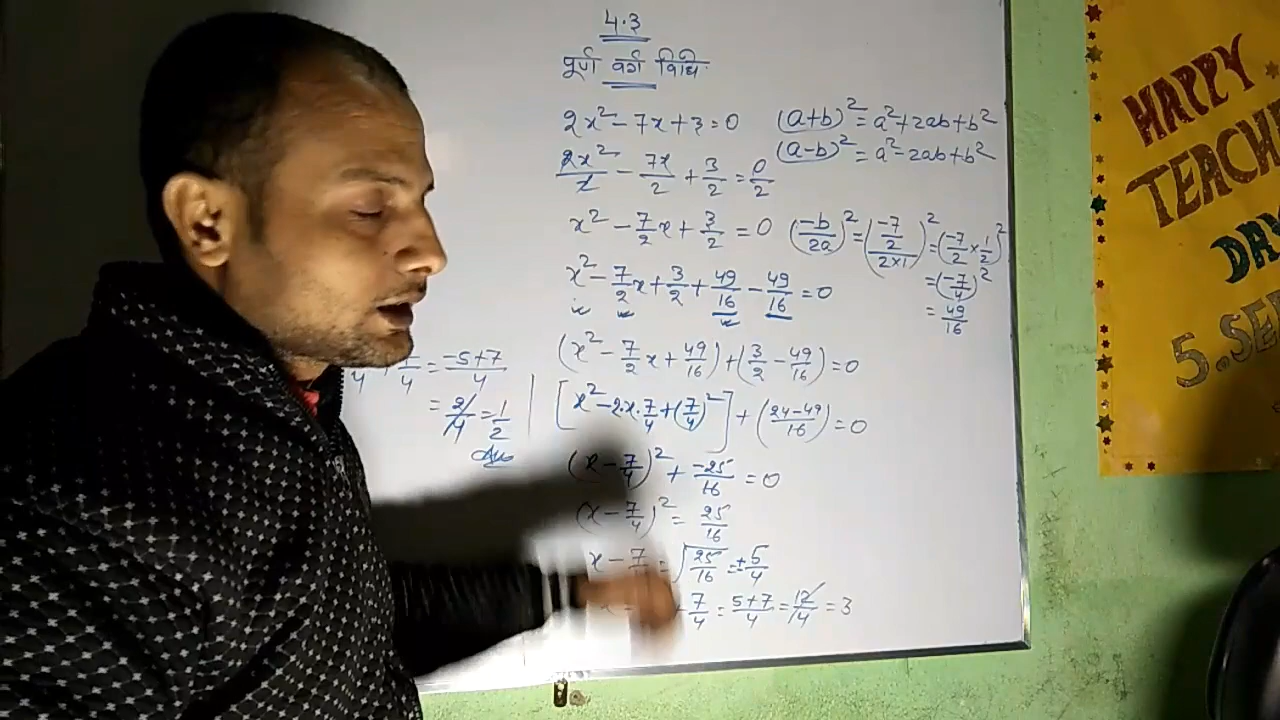 4.3
पूर्ण वर्ग विधि
2x² - 7x + 3 = 0
(a+b)² = a² + 2ab + b²
(a-b)² = a² - 2ab + b²
2x²/2 - 7x/2 + 3/2 = 0/2
x² - 7/2 x + 3/2 = 0
(-b/2a)² = (-7/2 / 2×1)² = (-7/2 × 1/2)²
= (-7/4)²
= 49/16
x² - 7/2 x + 3/2 + 49/16 - 49/16 = 0
(x² - 7/2 x + 49/16) + (3/2 - 49/16) = 0
[x² - 2·x·7/4 + (7/4)²] + (24-49/16) = 0
(x - 7/4)² + -25/16 = 0
(x - 7/4)² = 25/16
x - 7 = √25/16 = ±5/4
7/4 = 5+7/4 = 12/4 = 3
4 + 7/4 = -5+7/4
= 2/4 = 1/2
Ans
HAPPY
TEACHE
DAY
5.SE